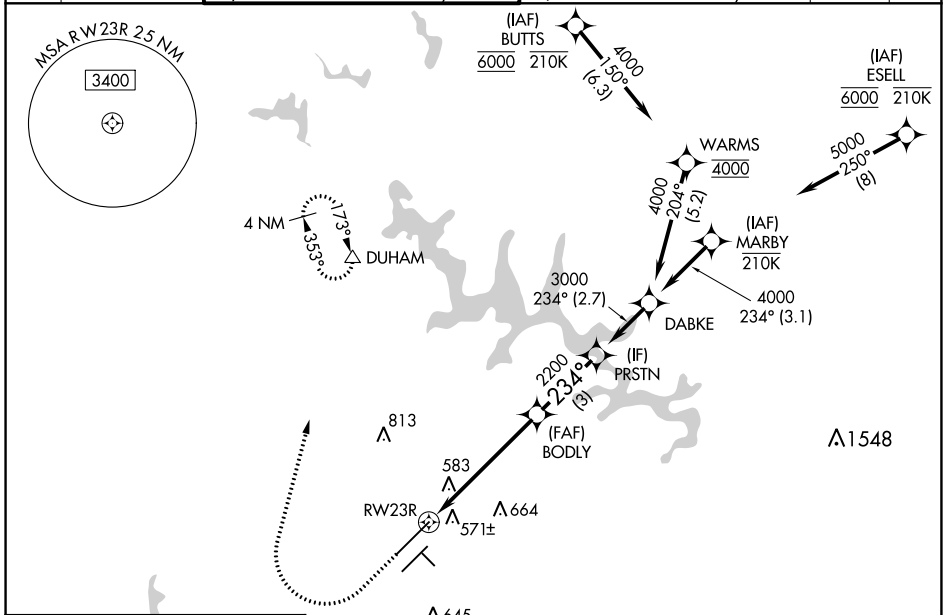 MSA RW23R 25 NM
3400
(IAF)
BUTTS
6000 210K
4000
150°
(6.3)
(IAF)
ESELL
6000 210K
5000
250°
(8)
WARMS
4000
4000
204°
(5.2)
(IAF)
MARBY
210K
4 NM
173°
353°
DUHAM
3000
234° (2.7)
4000
234° (3.1)
DABKE
(IF)
PRSTN
2200
234°
(3)
(FAF)
BODLY
813
1548
583
RW23R
664
571±
645